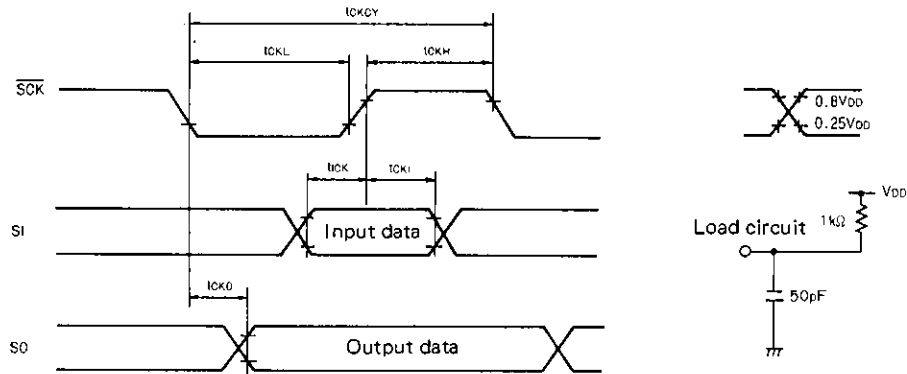 tCKCY
tCKL
tCKH
SCK
0.8VDD
0.25VDD
tICK
tCKI
VDD
1kΩ
SI
Input data
Load circuit
tCKO
50pF
SO
Output data